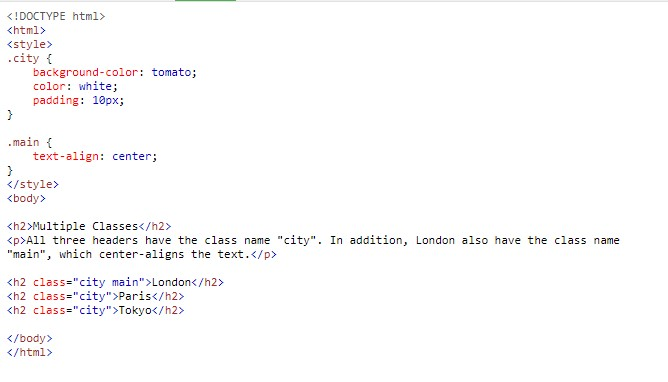 <!DOCTYPE html>
<html>
<style>
.city {
    background-color: tomato;
    color: white;
    padding: 10px;
}

.main {
    text-align: center;
}
</style>
<body>

<h2>Multiple Classes</h2>
<p>All three headers have the class name "city". In addition, London also have the class name
"main", which center-aligns the text.</p>

<h2 class="city main">London</h2>
<h2 class="city">Paris</h2>
<h2 class="city">Tokyo</h2>

</body>
</html>